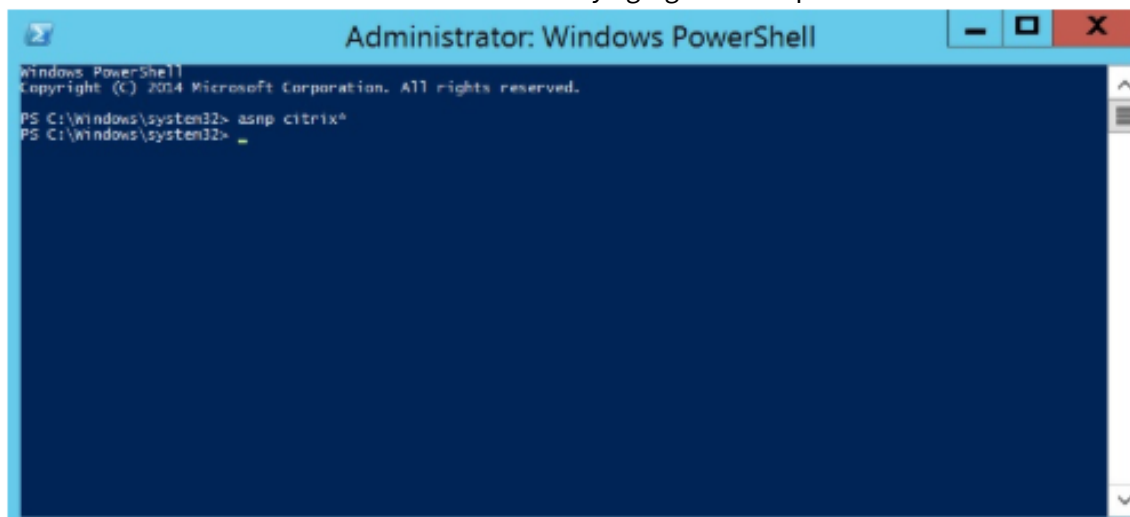 Administrator: Windows PowerShell
Windows PowerShell
Copyright (C) 2014 Microsoft Corporation. All rights reserved.
PS C:\Windows\system32> asnp citrix*
PS C:\Windows\system32> _